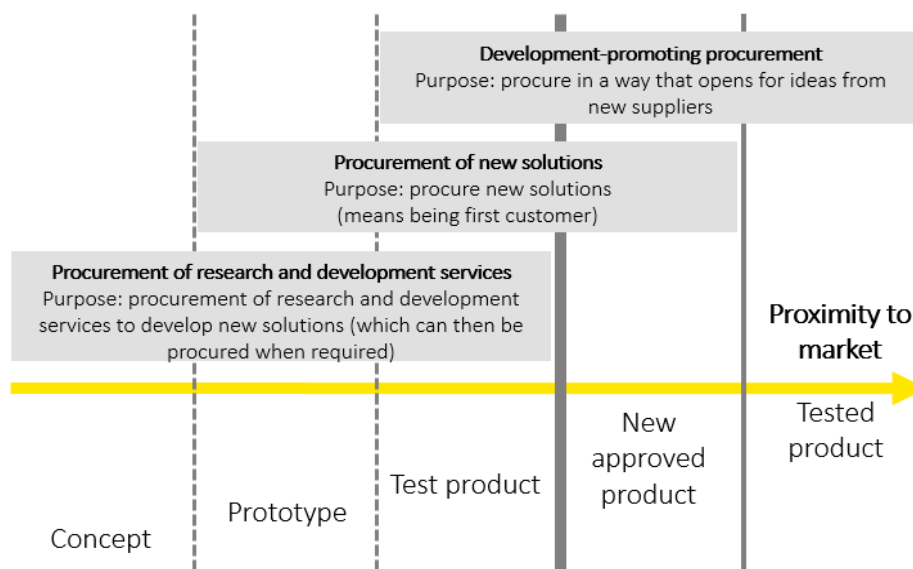 Development-promoting procurement
Purpose: procure in a way that opens for ideas from
new suppliers
Procurement of new solutions
Purpose: procure new solutions
(means being first customer)
Procurement of research and development services
Purpose: procurement of research and development
services to develop new solutions (which can then be
procured when required)
Proximity to
market
Concept
Prototype
Test product
New
approved
product
Tested
product